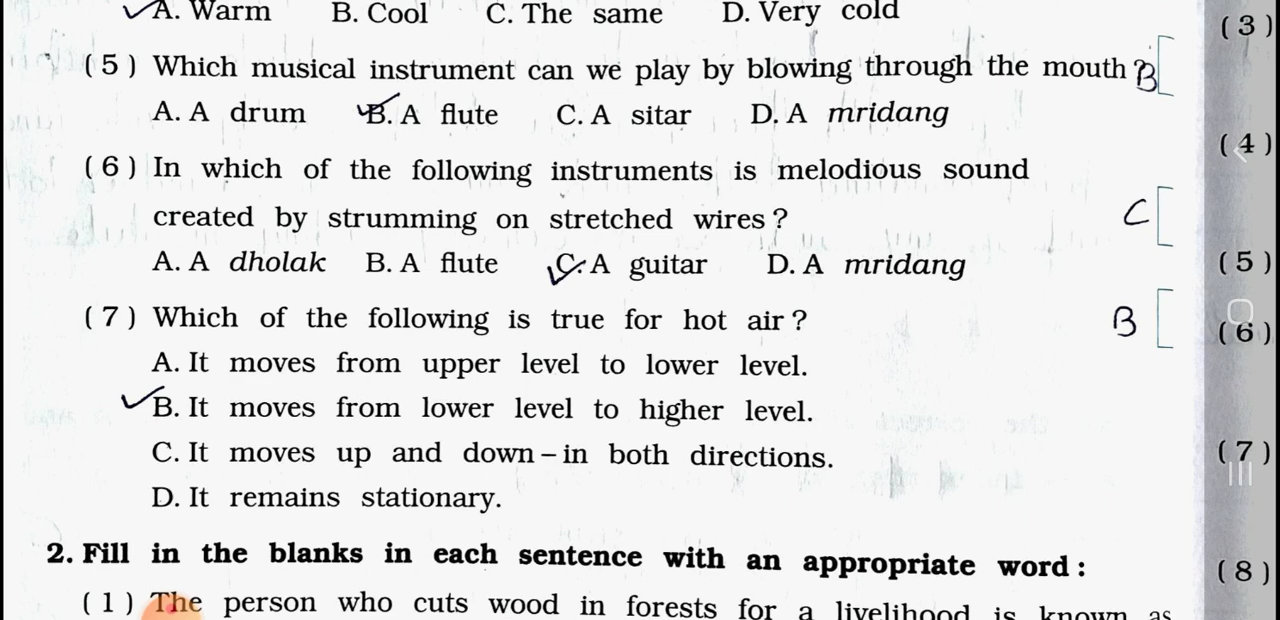 A. Warm B. Cool C. The same D. Very cold
(3)
(5) Which musical instrument can we play by blowing through the mouth? B
A. A drum B. A flute C. A sitar D. A mridang
(4)
(6) In which of the following instruments is melodious sound
created by strumming on stretched wires? C
A. A dholak B. A flute C. A guitar D. A mridang
(5)
(7) Which of the following is true for hot air? B
(6)
A. It moves from upper level to lower level.
B. It moves from lower level to higher level.
C. It moves up and down – in both directions.
(7)
D. It remains stationary.
2. Fill in the blanks in each sentence with an appropriate word:
(8)
(1) The person who cuts wood in forests for a livelihood is known as